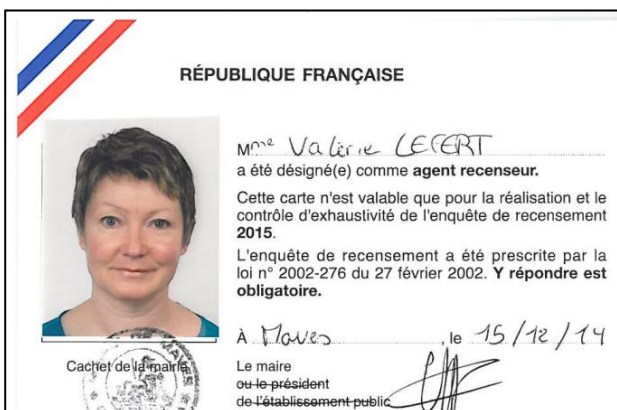 RÉPUBLIQUE FRANÇAISE
Mme Valérie LEFERT
a été désigné(e) comme agent recenseur.
Cette carte n'est valable que pour la réalisation et le
contrôle d'exhaustivité de l'enquête de recensement
2015.
L'enquête de recensement a été prescrite par la
loi n° 2002-276 du 27 février 2002. Y répondre est
obligatoire.
À Maves, le 15/12/14
Cachet de la mairie
Le maire
ou le président
de l'établissement public